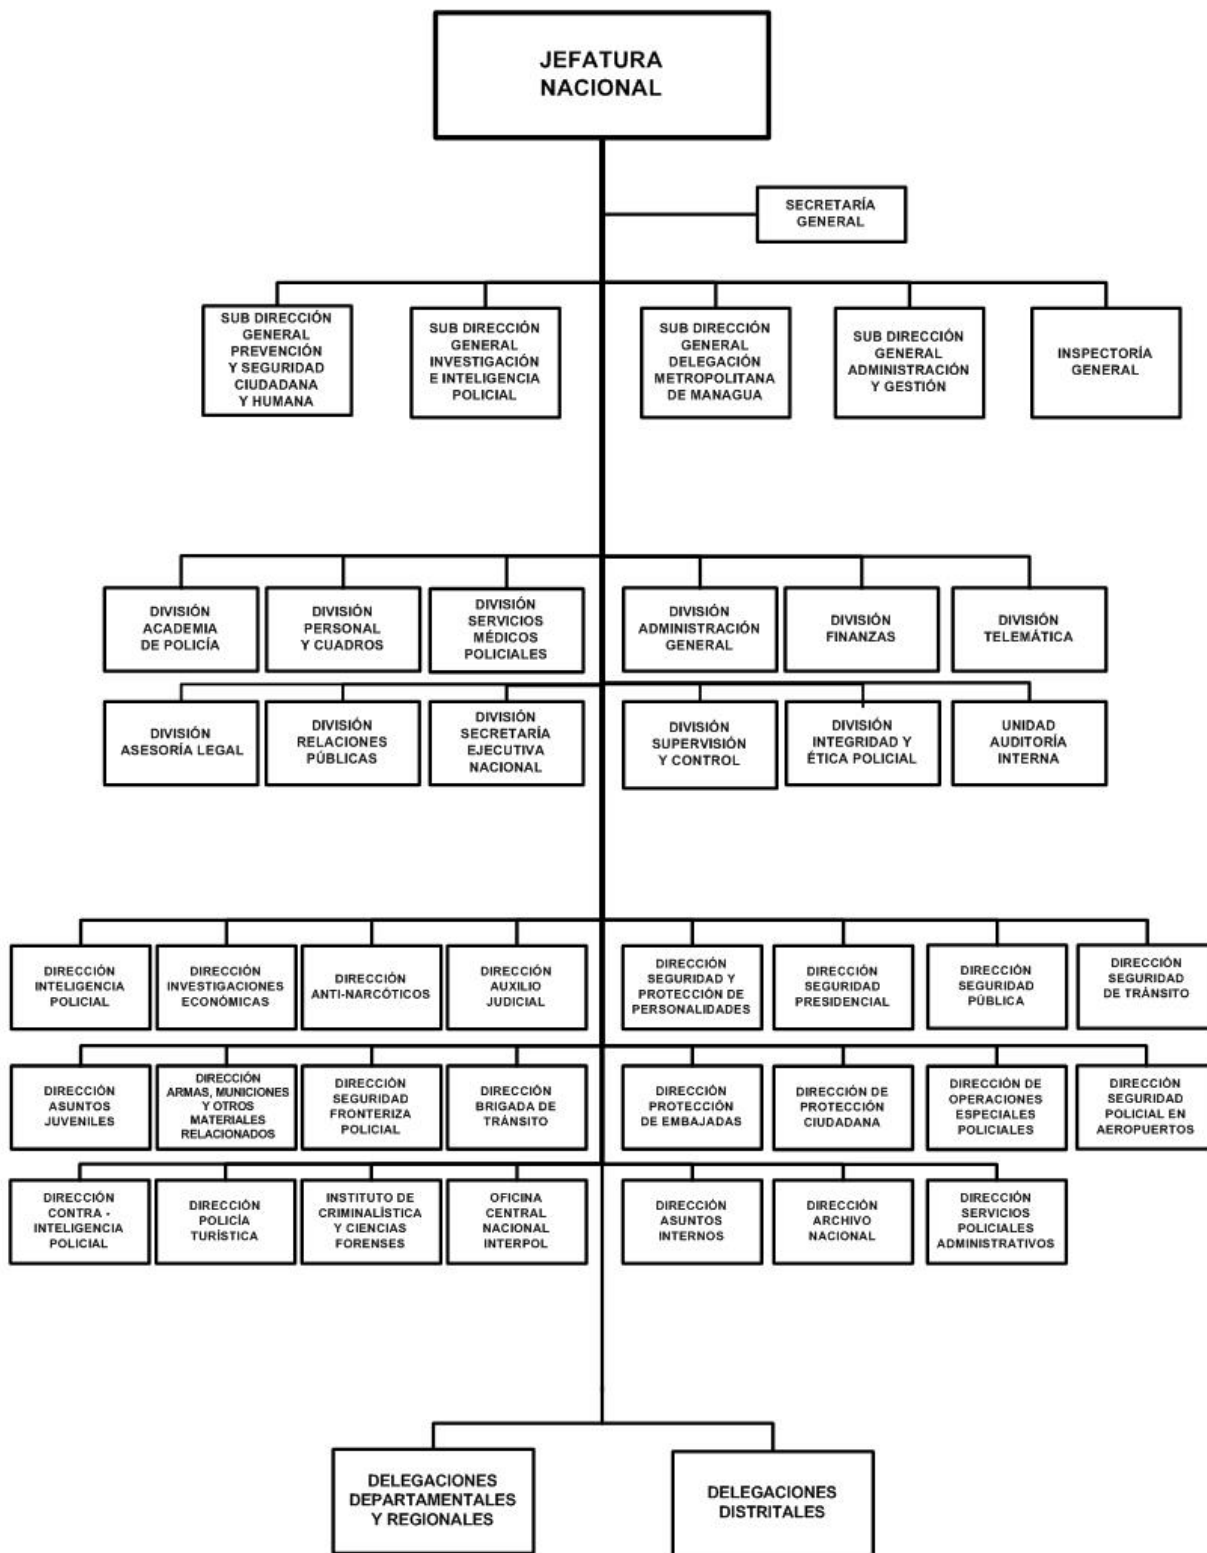 JEFATURA
NACIONAL
SECRETARÍA
GENERAL
SUB DIRECCIÓN
GENERAL
PREVENCIÓN
Y SEGURIDAD
CIUDADANA
Y HUMANA
SUB DIRECCIÓN
GENERAL
INVESTIGACIÓN
E INTELIGENCIA
POLICIAL
SUB DIRECCIÓN
GENERAL
DELEGACIÓN
METROPOLITANA
DE MANAGUA
SUB DIRECCIÓN
GENERAL
ADMINISTRACIÓN
Y GESTIÓN
INSPECTORÍA
GENERAL
DIVISIÓN
ACADEMIA
DE POLICÍA
DIVISIÓN
PERSONAL
Y CUADROS
DIVISIÓN
SERVICIOS
MÉDICOS
POLICIALES
DIVISIÓN
ADMINISTRACIÓN
GENERAL
DIVISIÓN
FINANZAS
DIVISIÓN
TELEMÁTICA
DIVISIÓN
ASESORÍA LEGAL
DIVISIÓN
RELACIONES
PÚBLICAS
DIVISIÓN
SECRETARÍA
EJECUTIVA
NACIONAL
DIVISIÓN
SUPERVISIÓN
Y CONTROL
DIVISIÓN
INTEGRIDAD Y
ÉTICA POLICIAL
UNIDAD
AUDITORÍA
INTERNA
DIRECCIÓN
INTELIGENCIA
POLICIAL
DIRECCIÓN
INVESTIGACIONES
ECONÓMICAS
DIRECCIÓN
ANTI-NARCÓTICOS
DIRECCIÓN
AUXILIO
JUDICIAL
DIRECCIÓN
SEGURIDAD Y
PROTECCIÓN DE
PERSONALIDADES
DIRECCIÓN
SEGURIDAD
PRESIDENCIAL
DIRECCIÓN
SEGURIDAD
PÚBLICA
DIRECCIÓN
SEGURIDAD
DE TRÀNSITO
DIRECCIÓN
ASUNTOS
JUVENILES
DIRECCIÓN
ARMAS, MUNICIONES
Y OTROS
MATERIALES
RELACIONADOS
DIRECCIÓN
SEGURIDAD
FRONTERIZA
POLICIAL
DIRECCIÓN
BRIGADA DE
TRÁNSITO
DIRECCIÓN
PROTECCIÓN
DE EMBAJADAS
DIRECCIÓN DE
PROTECCIÓN
CIUDADANA
DIRECCIÓN DE
OPERACIONES
ESPECIALES
POLICIALES
DIRECCIÓN
SEGURIDAD
POLICIAL EN
AEROPUERTOS
DIRECCIÓN
CONTRA -
INTELIGENCIA
POLICIAL
DIRECCIÓN
POLICÍA
TURÍSTICA
INSTITUTO DE
CRIMINALÍSTICA
Y CIENCIAS
FORENSES
OFICINA
CENTRAL
NACIONAL
INTERPOL
DIRECCIÓN
ASUNTOS
INTERNOS
DIRECCIÓN
ARCHIVO
NACIONAL
DIRECCIÓN
SERVICIOS
POLICIALES
ADMINISTRATIVOS
DELEGACIONES
DEPARTAMENTALES
Y REGIONALES
DELEGACIONES
DISTRITALES